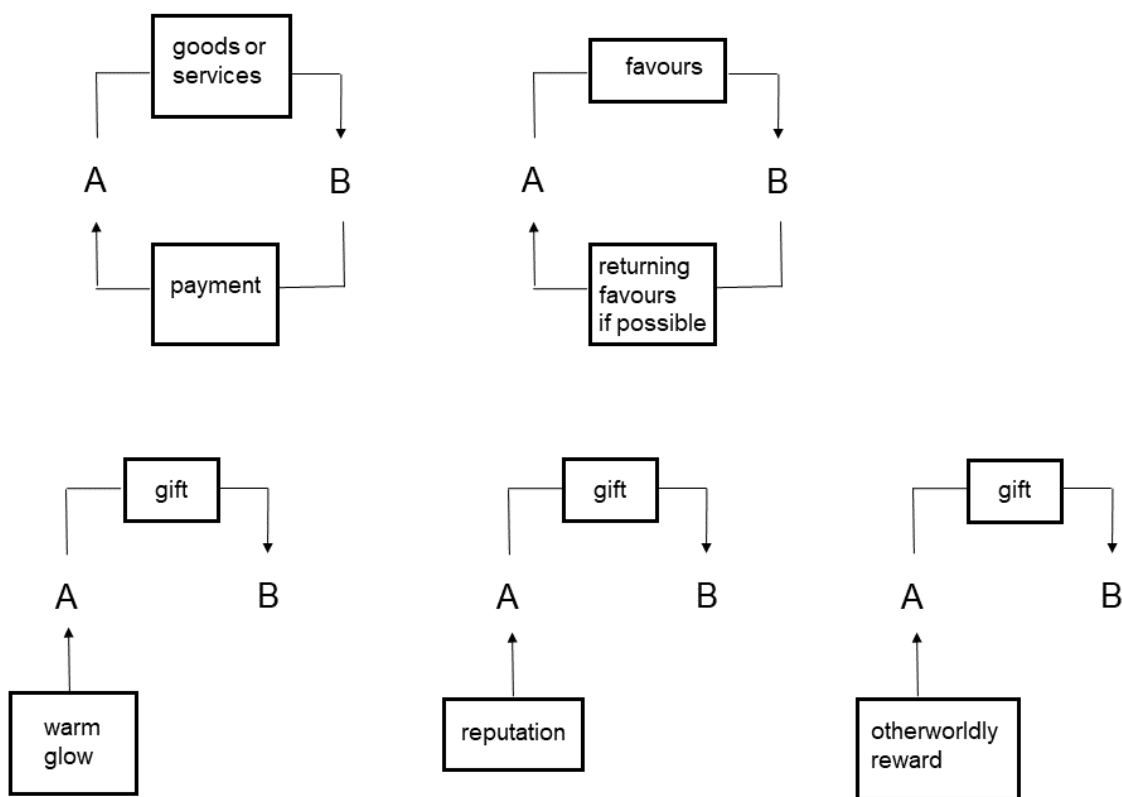 goods or
services
favours
A
B
A
B
payment
returning
favours
if possible
gift
gift
gift
A
B
A
B
A
B
warm
glow
reputation
otherworldly
reward